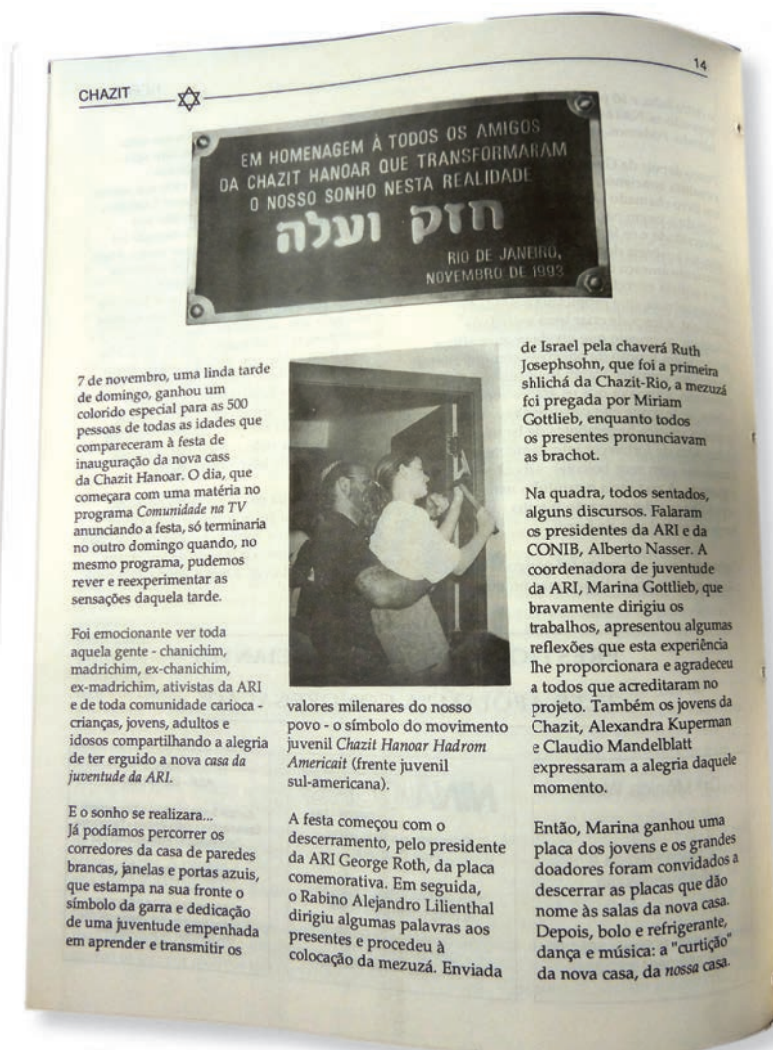 CHAZIT
14
EM HOMENAGEM À TODOS OS AMIGOS
DA CHAZIT HANOAR QUE TRANSFORMARAM
O NOSSO SONHO NESTA REALIDADE
חזק ועלה
RIO DE JANEIRO,
NOVEMBRO DE 1993
7 de novembro, uma linda tarde
de domingo, ganhou um
colorido especial para as 500
pessoas de todas as idades que
compareceram à festa de
inauguração da nova cass
da Chazit Hanoar. O dia, que
começara com uma matéria no
programa Comunidade na TV
anunciando a festa, só terminaria
no outro domingo quando, no
mesmo programa, pudemos
rever e reexperimentar as
sensações daquela tarde.
Foi emocionante ver toda
aquela gente - chanichim,
madrichim, ex-chanichim,
ex-madrichim, ativistas da ARI
e de toda comunidade carioca -
crianças, jovens, adultos e
idosos compartilhando a alegria
de ter erguido a nova casa da
juventude da ARI.
E o sonho se realizara...
Já podíamos percorrer os
corredores da casa de paredes
brancas, janelas e portas azuis,
que estampa na sua fronte o
símbolo da garra e dedicação
de uma juventude empenhada
em aprender e transmitir os
valores milenares do nosso
povo - o símbolo do movimento
juvenil Chazit Hanoar Hadrom
Americait (frente juvenil
sul-americana).
A festa começou com o
descerramento, pelo presidente
da ARI George Roth, da placa
comemorativa. Em seguida,
o Rabino Alejandro Lilienthal
dirigiu algumas palavras aos
presentes e procedeu à
colocação da mezuzá. Enviada
de Israel pela chaverá Ruth
Josephsohn, que foi a primeira
shlichá da Chazit-Rio, a mezuzá
foi pregada por Miriam
Gottlieb, enquanto todos
os presentes pronunciavam
as brachot.
Na quadra, todos sentados,
alguns discursos. Falaram
os presidentes da ARI e da
CONIB, Alberto Nasser. A
coordenadora de juventude
da ARI, Marina Gottlieb, que
bravamente dirigiu os
trabalhos, apresentou algumas
reflexões que esta experiência
lhe proporcionara e agradeceu
a todos que acreditaram no
projeto. Também os jovens da
Chazit, Alexandra Kuperman
e Claudio Mandelblatt
expressaram a alegria daquele
momento.
Então, Marina ganhou uma
placa dos jovens e os grandes
doadores foram convidados a
descerrar as placas que dão
nome às salas da nova casa.
Depois, bolo e refrigerante,
dança e música: a "curtição"
da nova casa, da nossa casa.